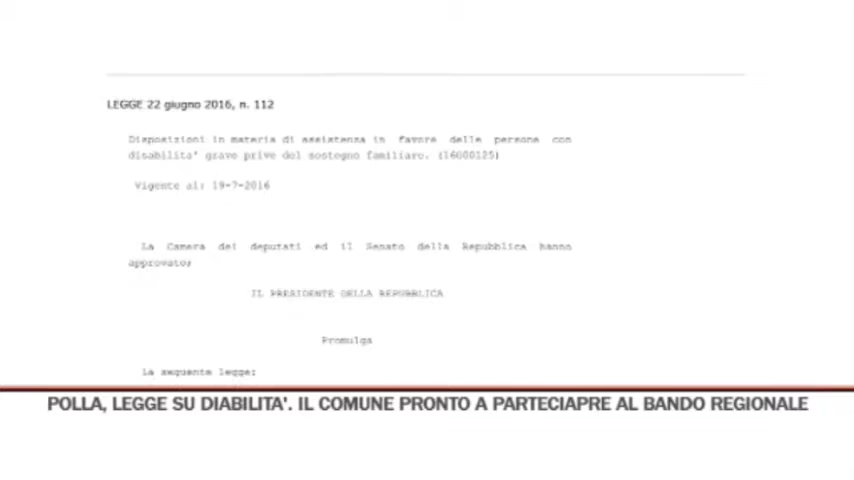 LEGGE 22 giugno 2016, n. 112
Disposizioni in materia di assistenza in favore delle persone con
disabilita' grave prive del sostegno familiare. (16G00125)
Vigente al: 19-7-2016
La Camera dei deputati ed il Senato della Repubblica hanno
approvato;
IL PRESIDENTE DELLA REPUBBLICA
Promulga
la seguente legge:
POLLA, LEGGE SU DIABILITA'. IL COMUNE PRONTO A PARTECIAPRE AL BANDO REGIONALE